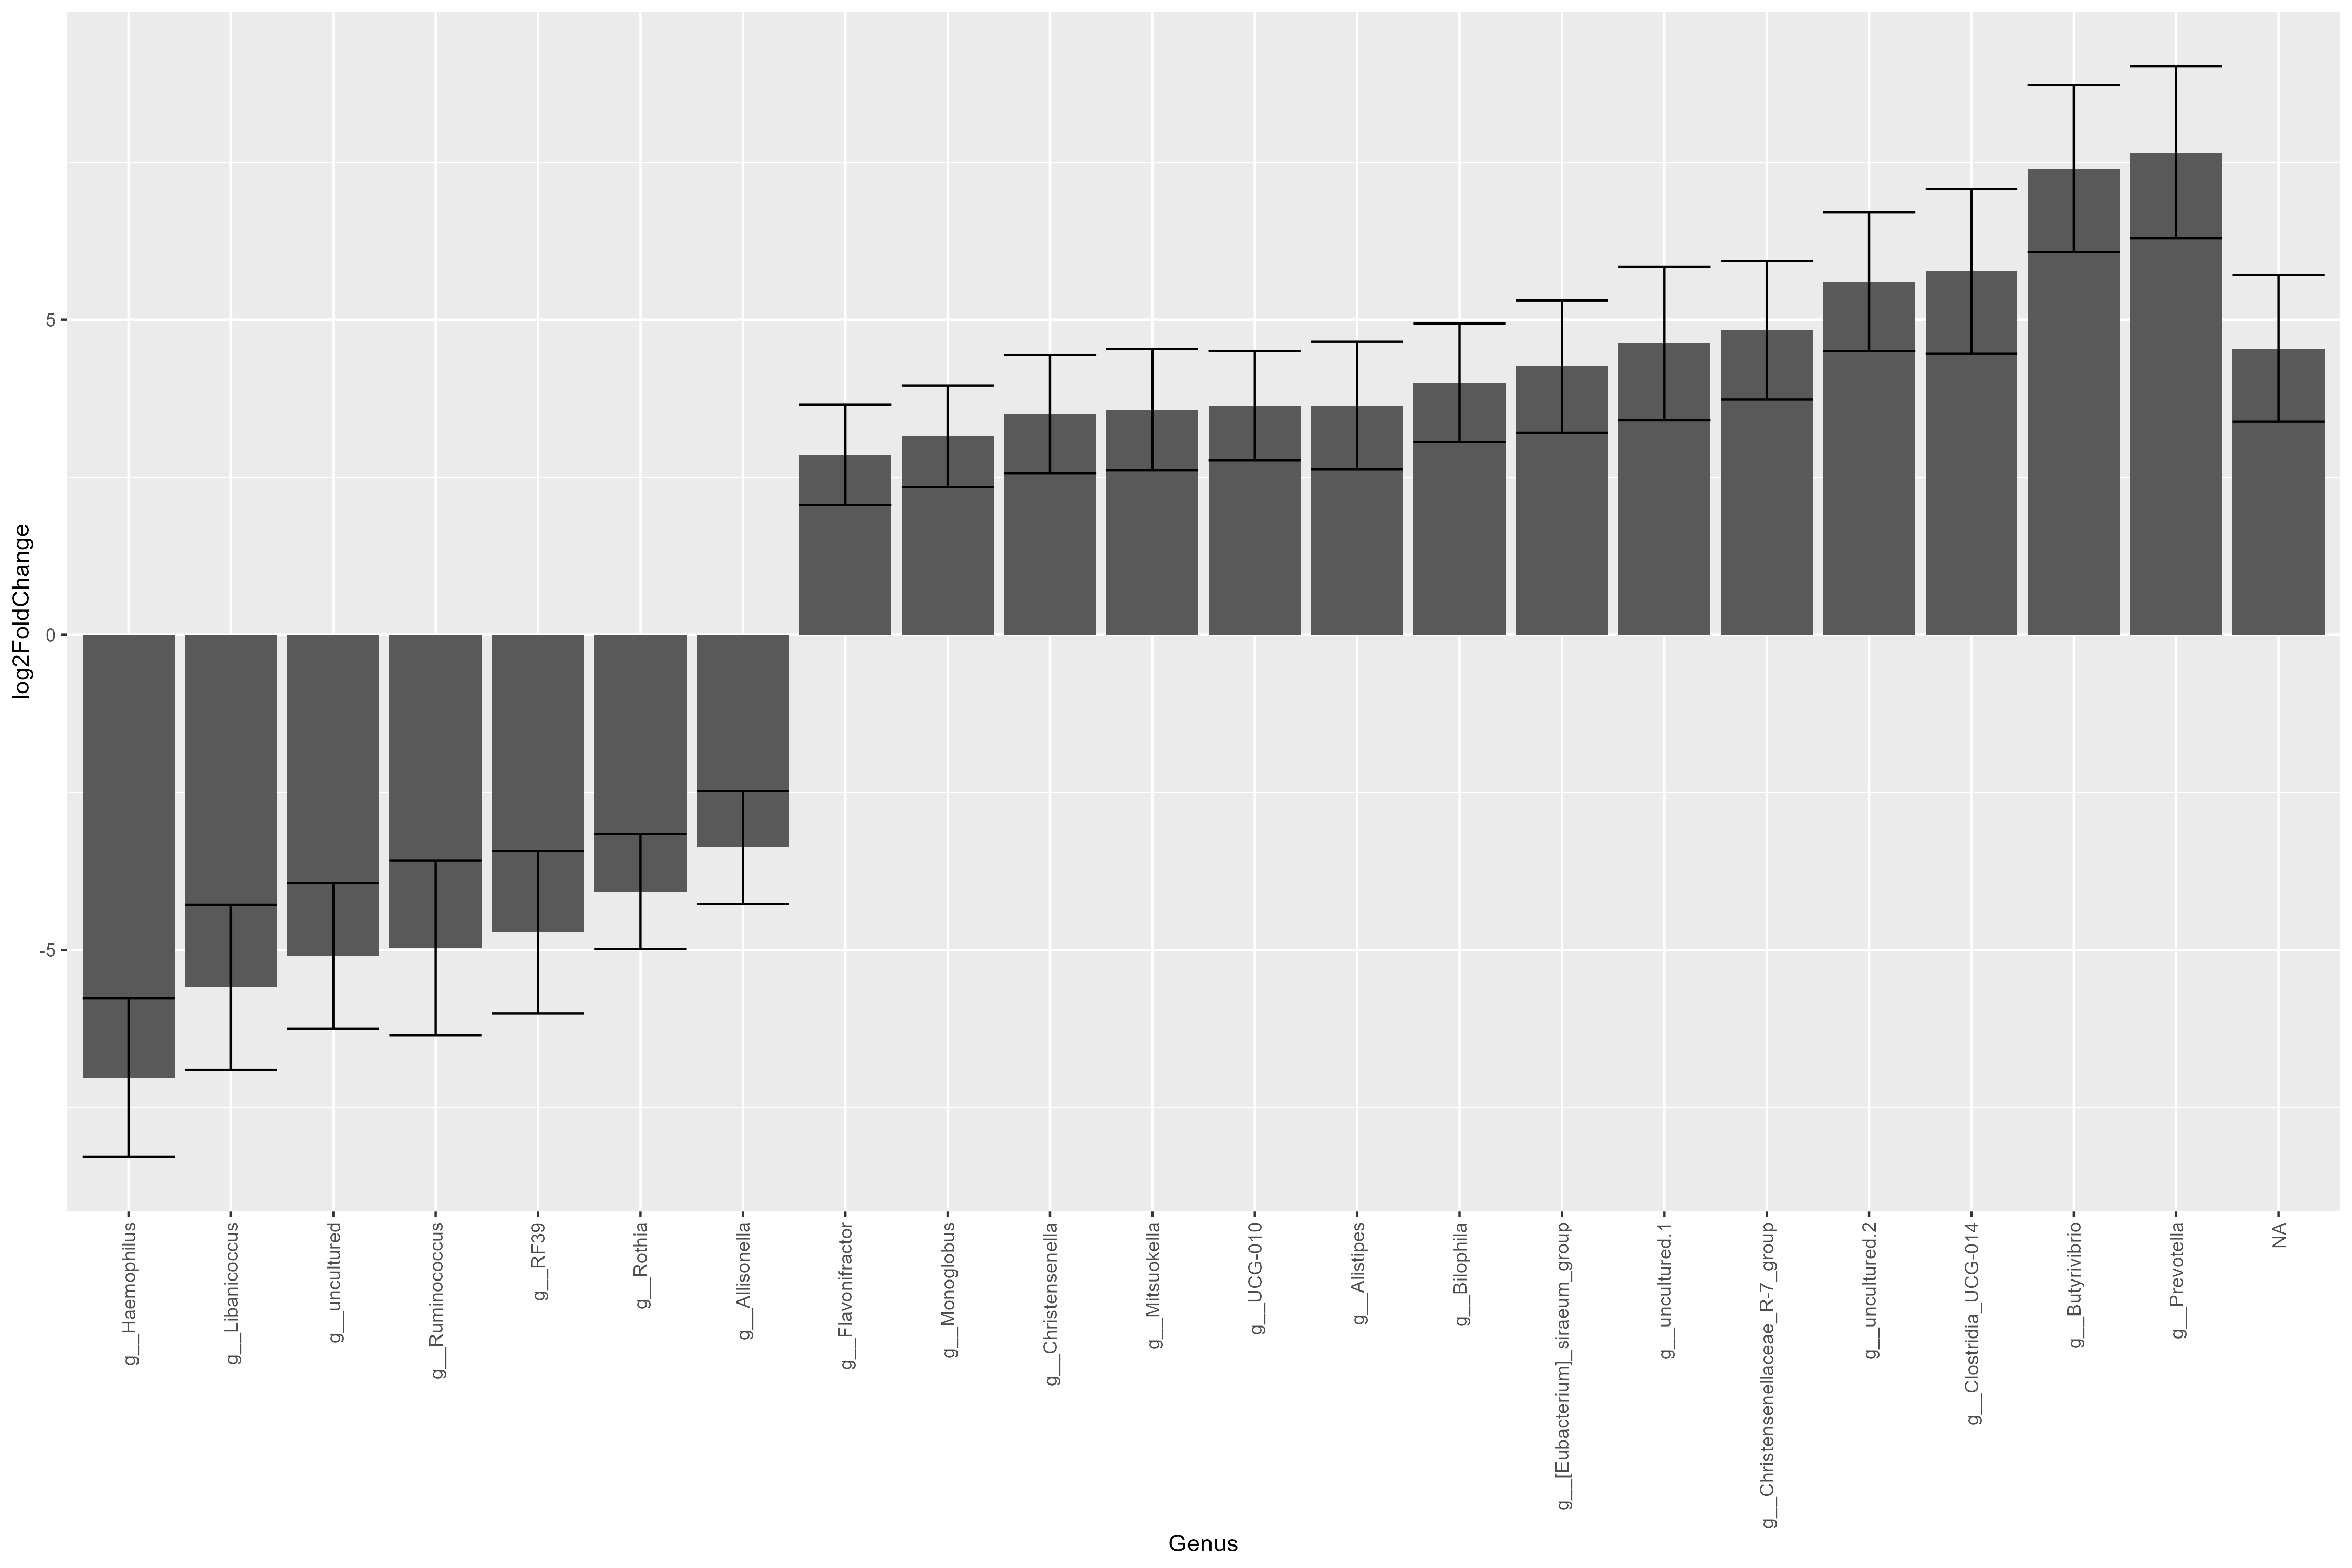 log2FoldChange
5
0
-5
g__Haemophilus
g__Libanicoccus
g__uncultured
g__Ruminococcus
g__RF39
g__Rothia
g__Allisonella
g__Flavonifractor
g__Monoglobus
g__Christensenella
g__Mitsuokella
g__UCG-010
g__Alistipes
g__Bilophila
g__[Eubacterium]_siraeum_group
g__uncultured.1
g__Christensenellaceae_R-7_group
g__uncultured.2
g__Clostridia_UCG-014
g__Butyrivibrio
g__Prevotella
NA
Genus